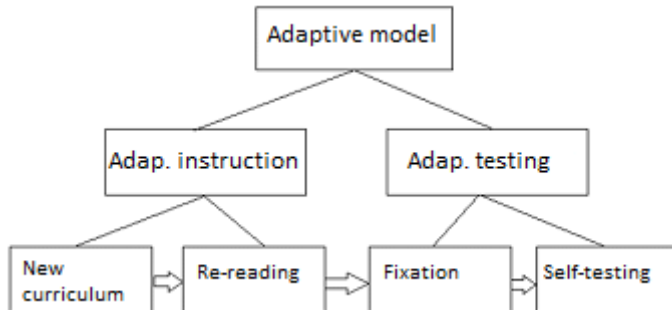 Adaptive model
Adap. instruction
Adap. testing
New
curriculum
Re-reading
Fixation
Self-testing